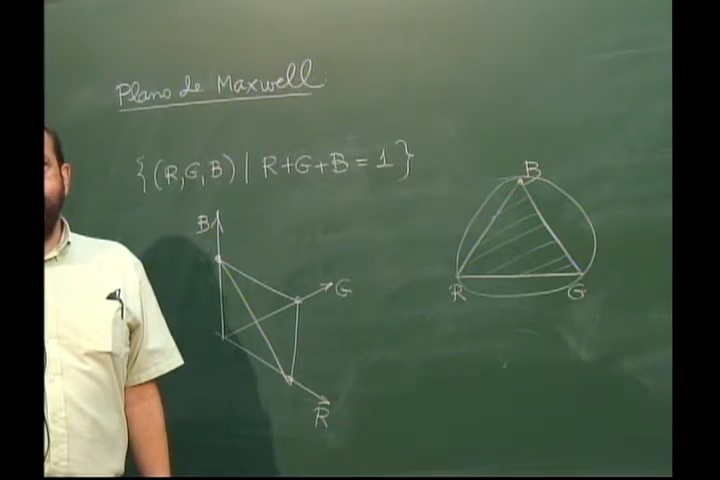 Plano de Maxwell:
{(R,G,B) | R+G+B=1}
B
G
R
B
R
G